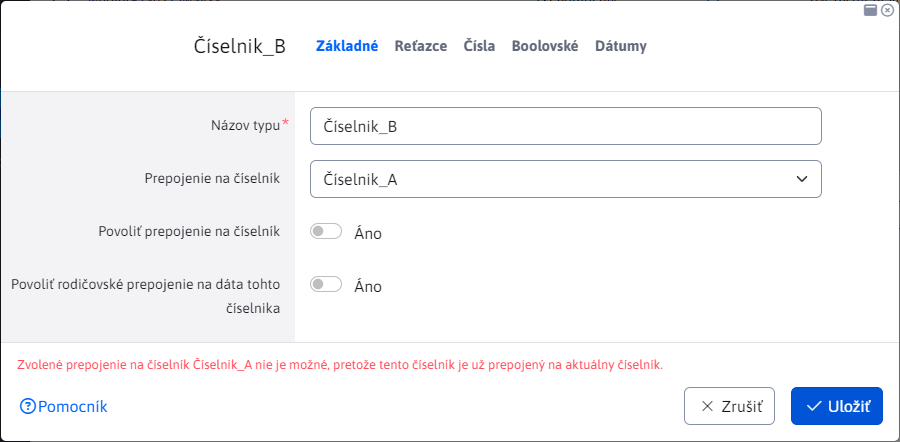 Číselnik_B
Základné Reťazce Čísla Boolovské Dátumy
Názov typu*
Číselnik_B
Prepojenie na číselník
Číselnik_A
Povoliť prepojenie na číselník
Áno
Povoliť rodičovské prepojenie na dáta tohto
číselníka
Áno
Zvolené prepojenie na číselník Číselnik_A nie je možné, pretože tento číselník je už prepojený na aktuálny číselník.
Pomocník
Zrušiť
Uložiť